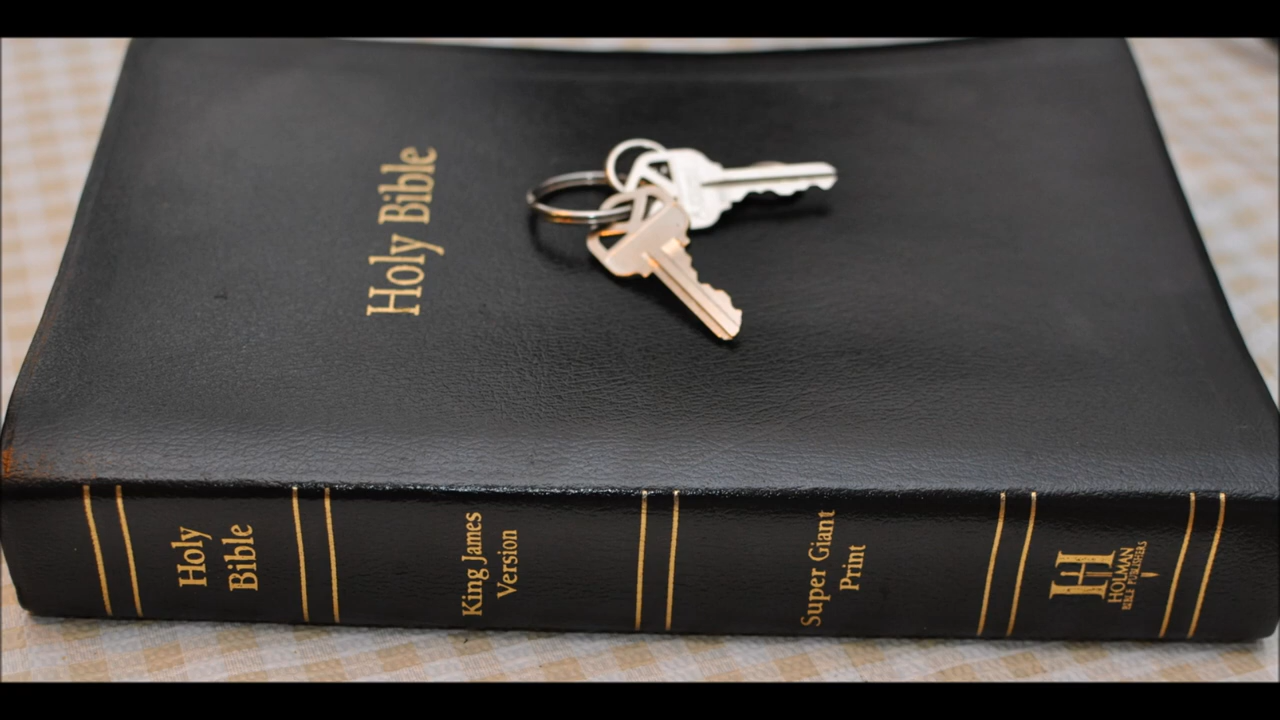 Holy Bible
Holy
Bible
King James
Version
Super Giant
Print
HOLMAN
BIBLE PUBLISHERS